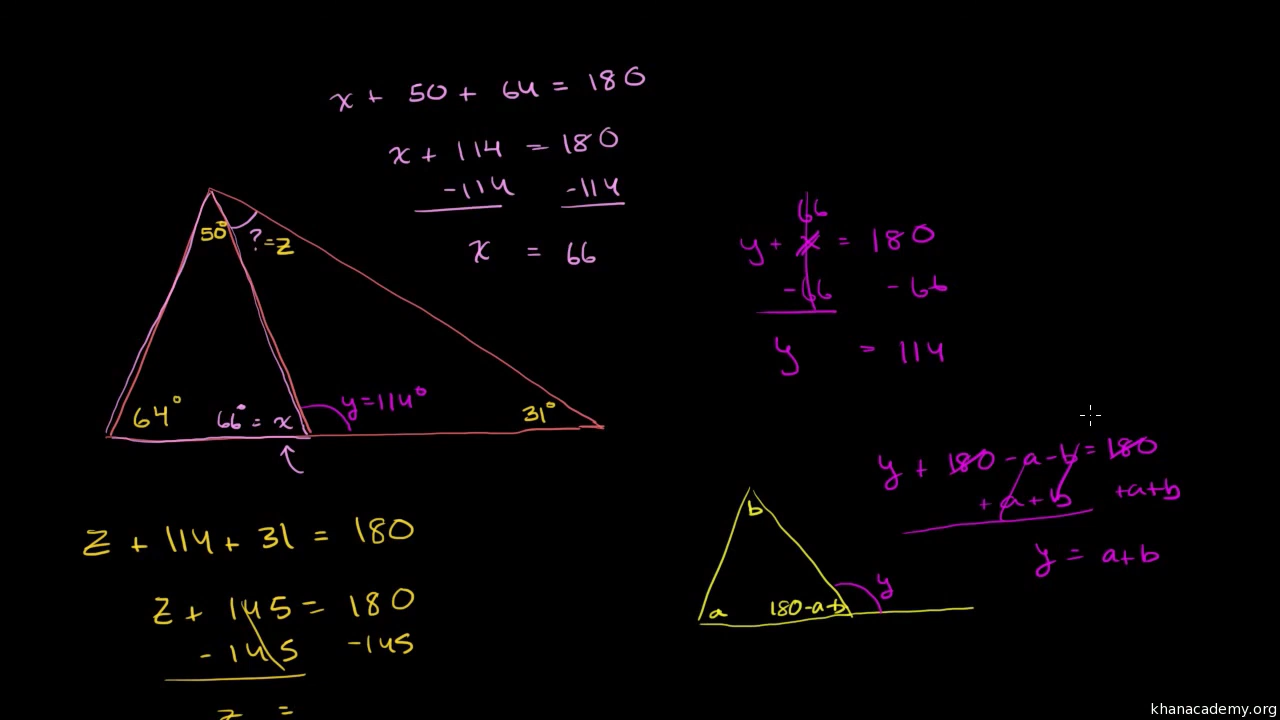 x + 50 + 64 = 180
x + 114 = 180
-114 -114
x = 66
50°
?=z
64°
66° = x
y=114°
31°
66
y + x = 180
-66 -66
y = 114
z + 114 + 31 = 180
z + 145 = 180
-145 -145
z =
y + 180 - a - b = 180
+ a + b +a+b
y = a+b
b
a
180-a-b
y
khanacademy.org